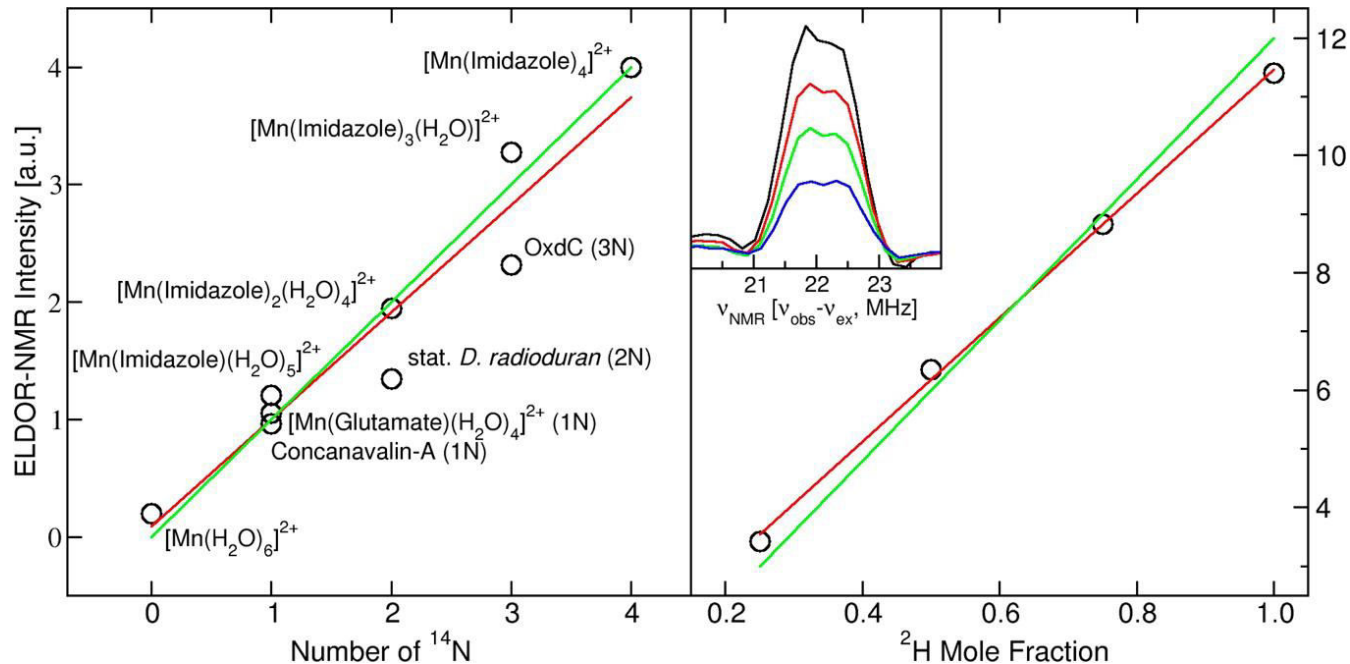 ELDOR-NMR Intensity [a.u.]
4
3
2
1
0
[Mn(Imidazole)₄]²⁺
[Mn(Imidazole)₃(H₂O)]²⁺
OxdC (3N)
[Mn(Imidazole)₂(H₂O)₄]²⁺
stat. D. radioduran (2N)
[Mn(Imidazole)(H₂O)₅]²⁺
[Mn(Glutamate)(H₂O)₄]²⁺ (1N)
Concanavalin-A (1N)
[Mn(H₂O)₆]²⁺
0 1 2 3 4
Number of ¹⁴N
21 22 23
νNMR [νobs-νex, MHz]
12
10
8
6
4
0.2 0.4 0.6 0.8 1.0
²H Mole Fraction